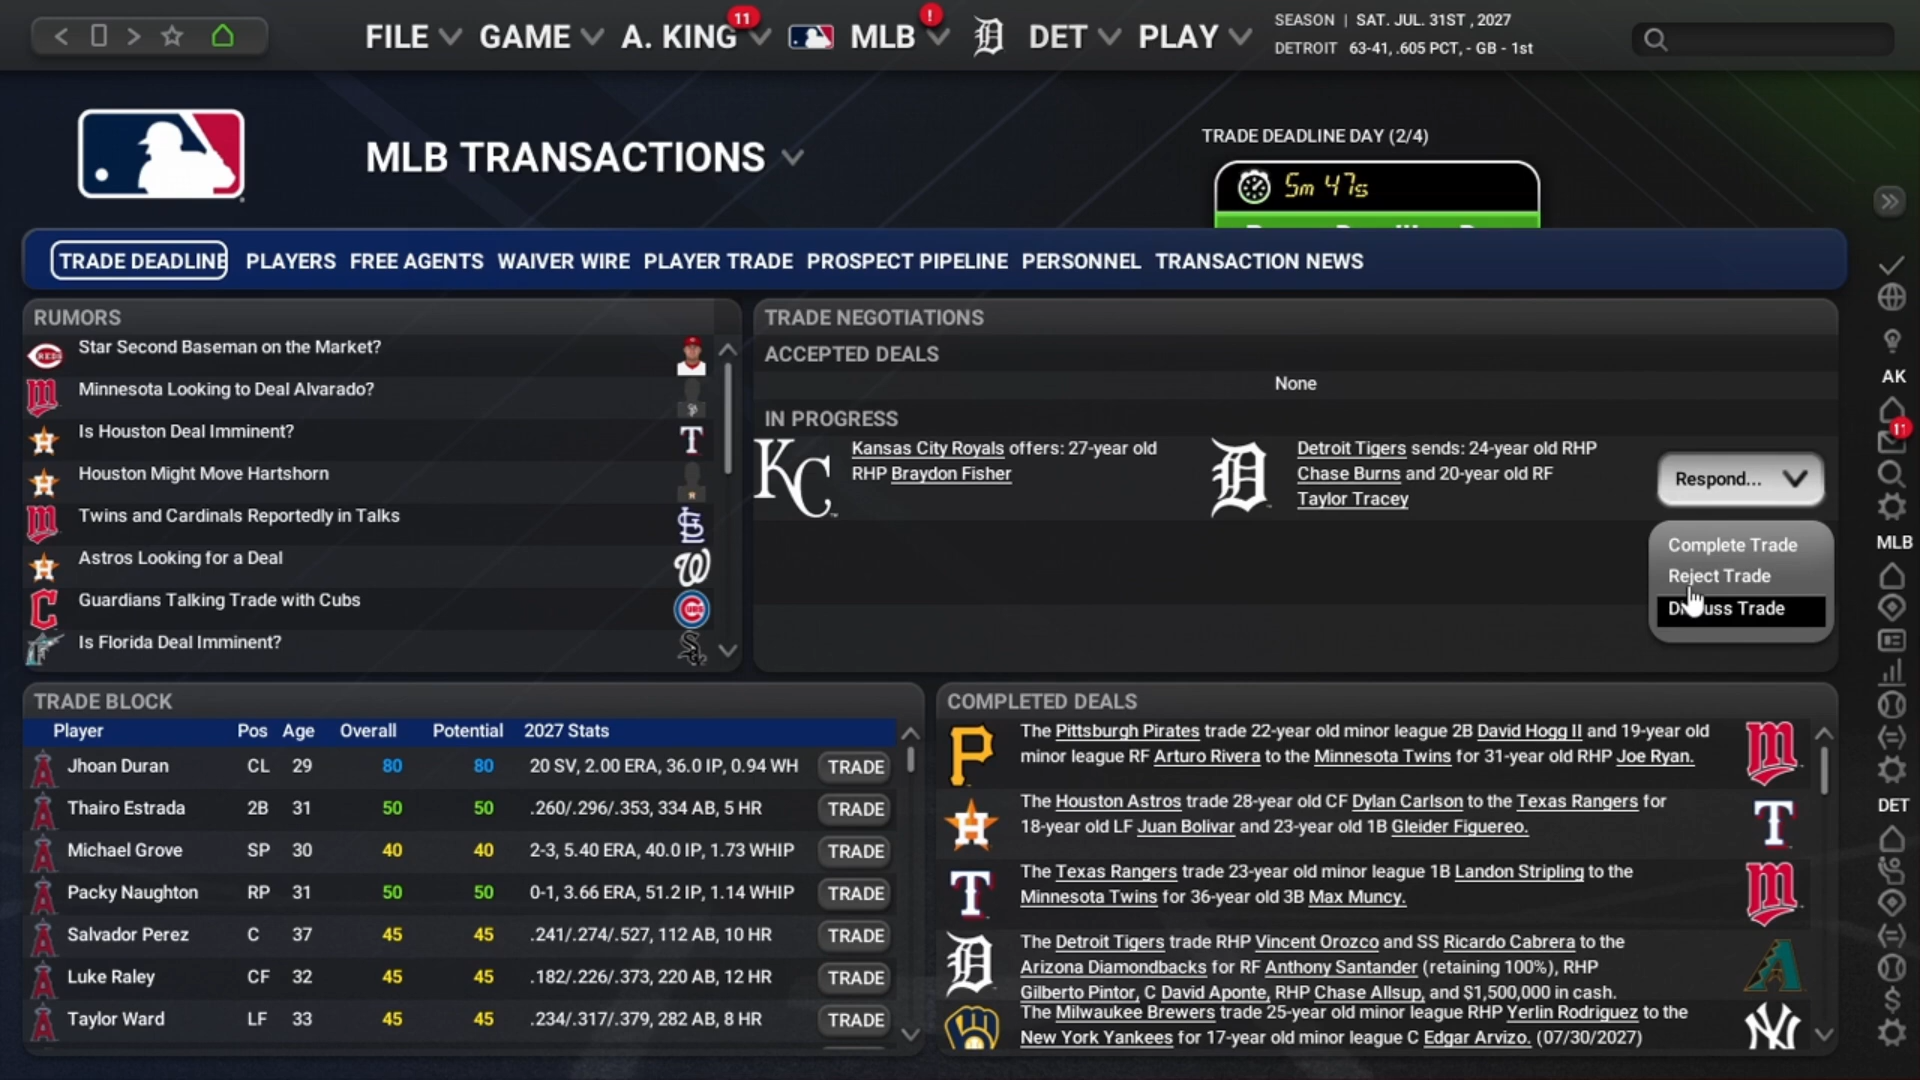 FILE GAME A. KING 11 MLB ! DET PLAY
SEASON | SAT. JUL. 31ST , 2027
DETROIT 63-41, .605 PCT, - GB - 1st
MLB TRANSACTIONS
TRADE DEADLINE DAY (2/4)
5m 47s
TRADE DEADLINE PLAYERS FREE AGENTS WAIVER WIRE PLAYER TRADE PROSPECT PIPELINE PERSONNEL TRANSACTION NEWS
RUMORS
Star Second Baseman on the Market?
Minnesota Looking to Deal Alvarado?
Is Houston Deal Imminent?
Houston Might Move Hartshorn
Twins and Cardinals Reportedly in Talks
Astros Looking for a Deal
Guardians Talking Trade with Cubs
Is Florida Deal Imminent?
TRADE NEGOTIATIONS
ACCEPTED DEALS
None
IN PROGRESS
Kansas City Royals offers: 27-year old
RHP Braydon Fisher
Detroit Tigers sends: 24-year old RHP
Chase Burns and 20-year old RF
Taylor Tracey
Respond...
Complete Trade
Reject Trade
Discuss Trade
TRADE BLOCK
Player Pos Age Overall Potential 2027 Stats
Jhoan Duran CL 29 80 80 20 SV, 2.00 ERA, 36.0 IP, 0.94 WH TRADE
Thairo Estrada 2B 31 50 50 .260/.296/.353, 334 AB, 5 HR TRADE
Michael Grove SP 30 40 40 2-3, 5.40 ERA, 40.0 IP, 1.73 WHIP TRADE
Packy Naughton RP 31 50 50 0-1, 3.66 ERA, 51.2 IP, 1.14 WHIP TRADE
Salvador Perez C 37 45 45 .241/.274/.527, 112 AB, 10 HR TRADE
Luke Raley CF 32 45 45 .182/.226/.373, 220 AB, 12 HR TRADE
Taylor Ward LF 33 45 45 .234/.317/.379, 282 AB, 8 HR TRADE
COMPLETED DEALS
The Pittsburgh Pirates trade 22-year old minor league 2B David Hogg II and 19-year old
minor league RF Arturo Rivera to the Minnesota Twins for 31-year old RHP Joe Ryan.
The Houston Astros trade 28-year old CF Dylan Carlson to the Texas Rangers for
18-year old LF Juan Bolivar and 23-year old 1B Gleider Figuereo.
The Texas Rangers trade 23-year old minor league 1B Landon Stripling to the
Minnesota Twins for 36-year old 3B Max Muncy.
The Detroit Tigers trade RHP Vincent Orozco and SS Ricardo Cabrera to the
Arizona Diamondbacks for RF Anthony Santander (retaining 100%), RHP
Gilberto Pintor, C David Aponte, RHP Chase Allsup, and $1,500,000 in cash.
The Milwaukee Brewers trade 25-year old minor league RHP Yerlin Rodriguez to the
New York Yankees for 17-year old minor league C Edgar Arvizo. (07/30/2027)
AK
11
MLB
DET